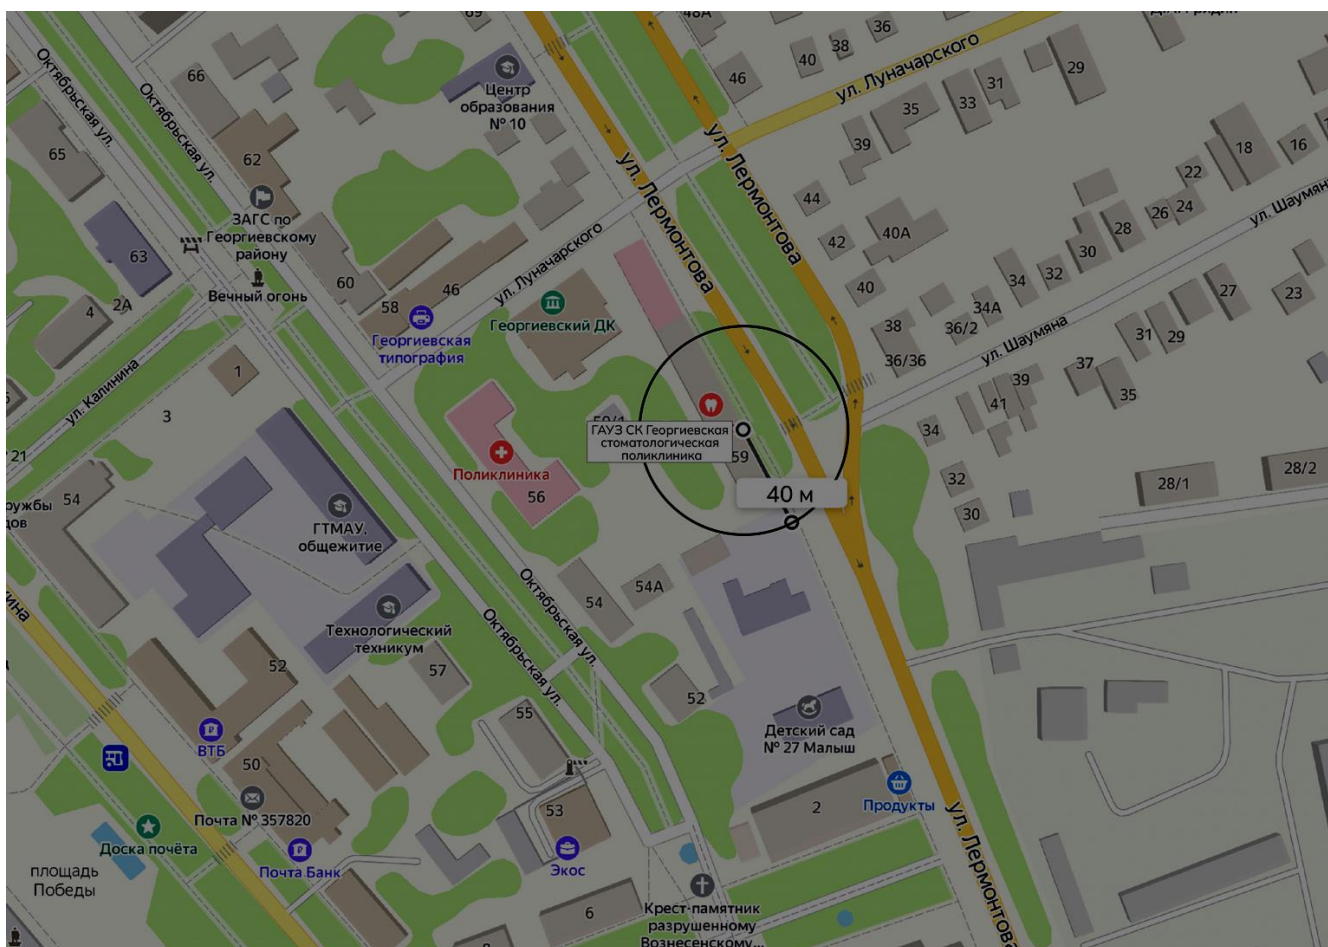 69
48А
36
38
40
46
ул. Луначарского
29
31
33
35
39
Октябрьская ул.
Октябрьская ул.
66
65
62
Центр
образования
№ 10
ул. Лермонтова
ул. Лермонтова
18
16
22
24
26
28
30
32
34
ул. Шаумяна
44
42
40А
40
ЗАГС по
Георгиевскому
району
63
Вечный огонь
2А
4
60
58
46
ул. Луначарского
Георгиевская
типография
Георгиевский ДК
38
36/2
34А
36/36
ул. Шаумяна
31
29
27
23
37
35
39
41
34
1
3
ул. Калинина
21
54
Поликлиника
56
ГАУЗ СК Георгиевская
стоматологическая
поликлиника
59
40 м
32
30
28/1
28/2
ГТМАУ,
общежитие
54
54А
Октябрьская ул.
Октябрьская ул.
Технологический
техникум
57
52
52
55
Детский сад
№ 27 Малыш
ВТБ
50
Почта № 357820
Доска почёта
Почта Банк
площадь
Победы
53
Экос
6
2
Продукты
ул. Лермонтова
Крест-памятник
разрушенному
Вознесенскому...